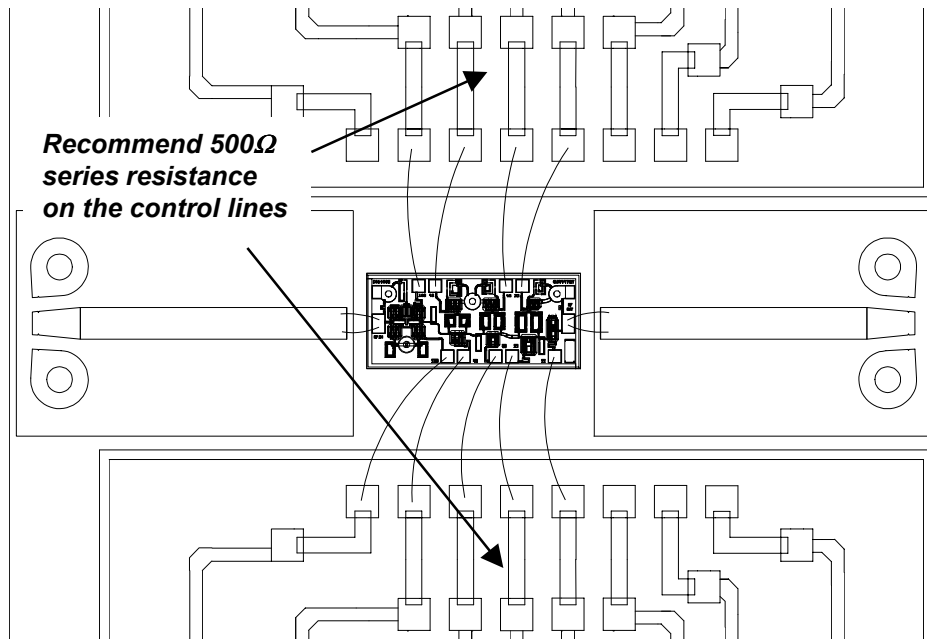 Recommend 500Ω
series resistance
on the control lines